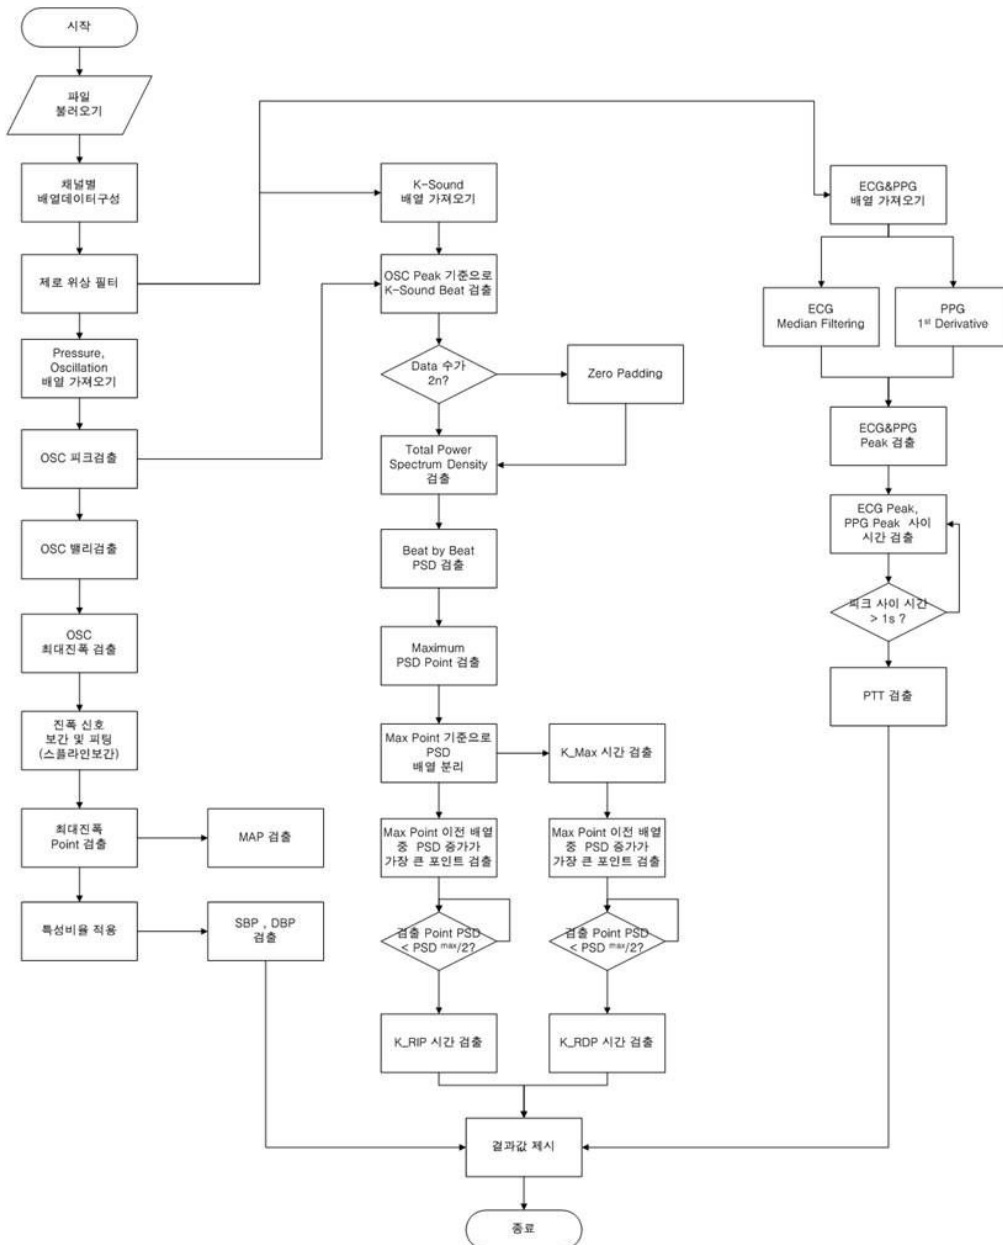 시작
파일
불러오기
채널별
배열데이터구성
제로 위상 필터
Pressure,
Oscillation
배열 가져오기
OSC 피크검출
OSC 밸리검출
OSC
최대진폭 검출
진폭 신호
보간 및 피팅
(스플라인보간)
최대진폭
Point 검출
MAP 검출
특성비율 적용
SBP , DBP
검출
K-Sound
배열 가져오기
OSC Peak 기준으로
K-Sound Beat 검출
Data 수가
2n?
Zero Padding
Total Power
Spectrum Density
검출
Beat by Beat
PSD 검출
Maximum
PSD Point 검출
Max Point 기준으로
PSD
배열 분리
K_Max 시간 검출
Max Point 이전 배열
중 PSD 증가가
가장 큰 포인트 검출
Max Point 이전 배열
중 PSD 증가가
가장 큰 포인트 검출
검출 Point PSD
< PSD max/2?
검출 Point PSD
< PSD max/2?
K_RIP 시간 검출
K_RDP 시간 검출
ECG&PPG
배열 가져오기
ECG
Median Filtering
PPG
1st Derivative
ECG&PPG
Peak 검출
ECG Peak,
PPG Peak 사이
시간 검출
피크 사이 시간
> 1s ?
PTT 검출
결과값 제시
종료